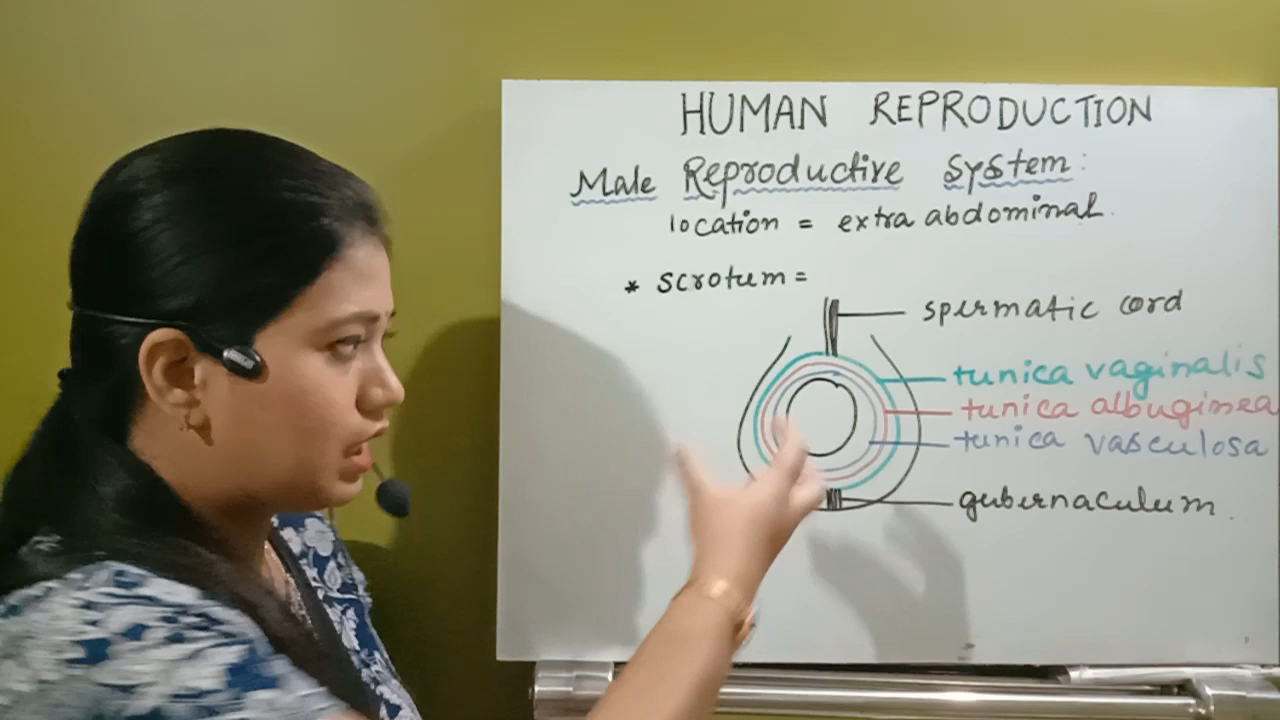 HUMAN REPRODUCTION
Male Reproductive System:
location = extra abdominal.
* scrotum =
spermatic cord
tunica vaginalis
tunica albuginea
tunica vasculosa
gubernaculum.